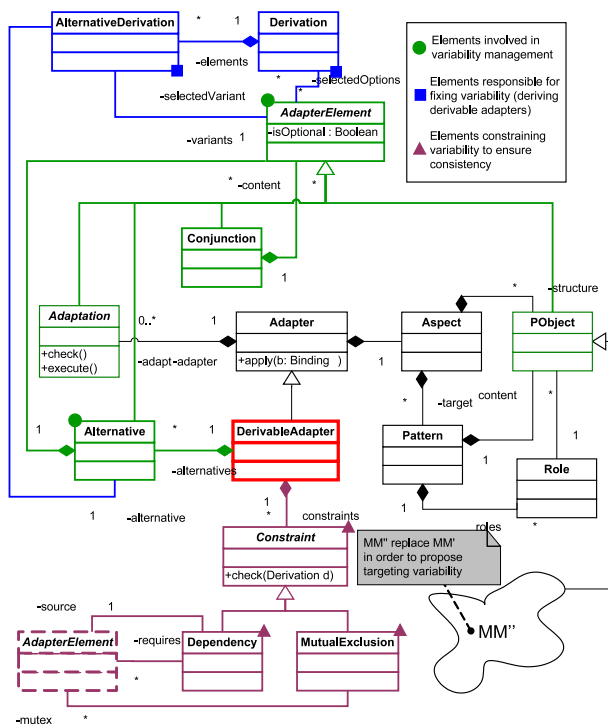 AlternativeDerivation
*
1
Derivation
-elements
-selectedVariant
*
*
-selectedOptions
AdapterElement
-isOptional : Boolean
-variants
1
*
-content
*
Elements involved in
variability management
Elements responsible for
fixing variability (deriving
derivable adapters)
Elements constraining
variability to ensure
consistency
Conjunction
1
Adaptation
+check()
+execute()
0..*
1
-adapt-adapter
Adapter
+apply(b: Binding )
1
Aspect
*
-structure
PObject
*
-target
content
*
1
Pattern
1
1
Role
roles
*
1
Alternative
*
1
-alternatives
DerivableAdapter
1
-alternative
1
*
constraints
Constraint
+check(Derivation d)
MM'' replace MM'
in order to propose
targeting variability
MM''
-source
1
AdapterElement
-requires
*
Dependency
MutualExclusion
-mutex
*